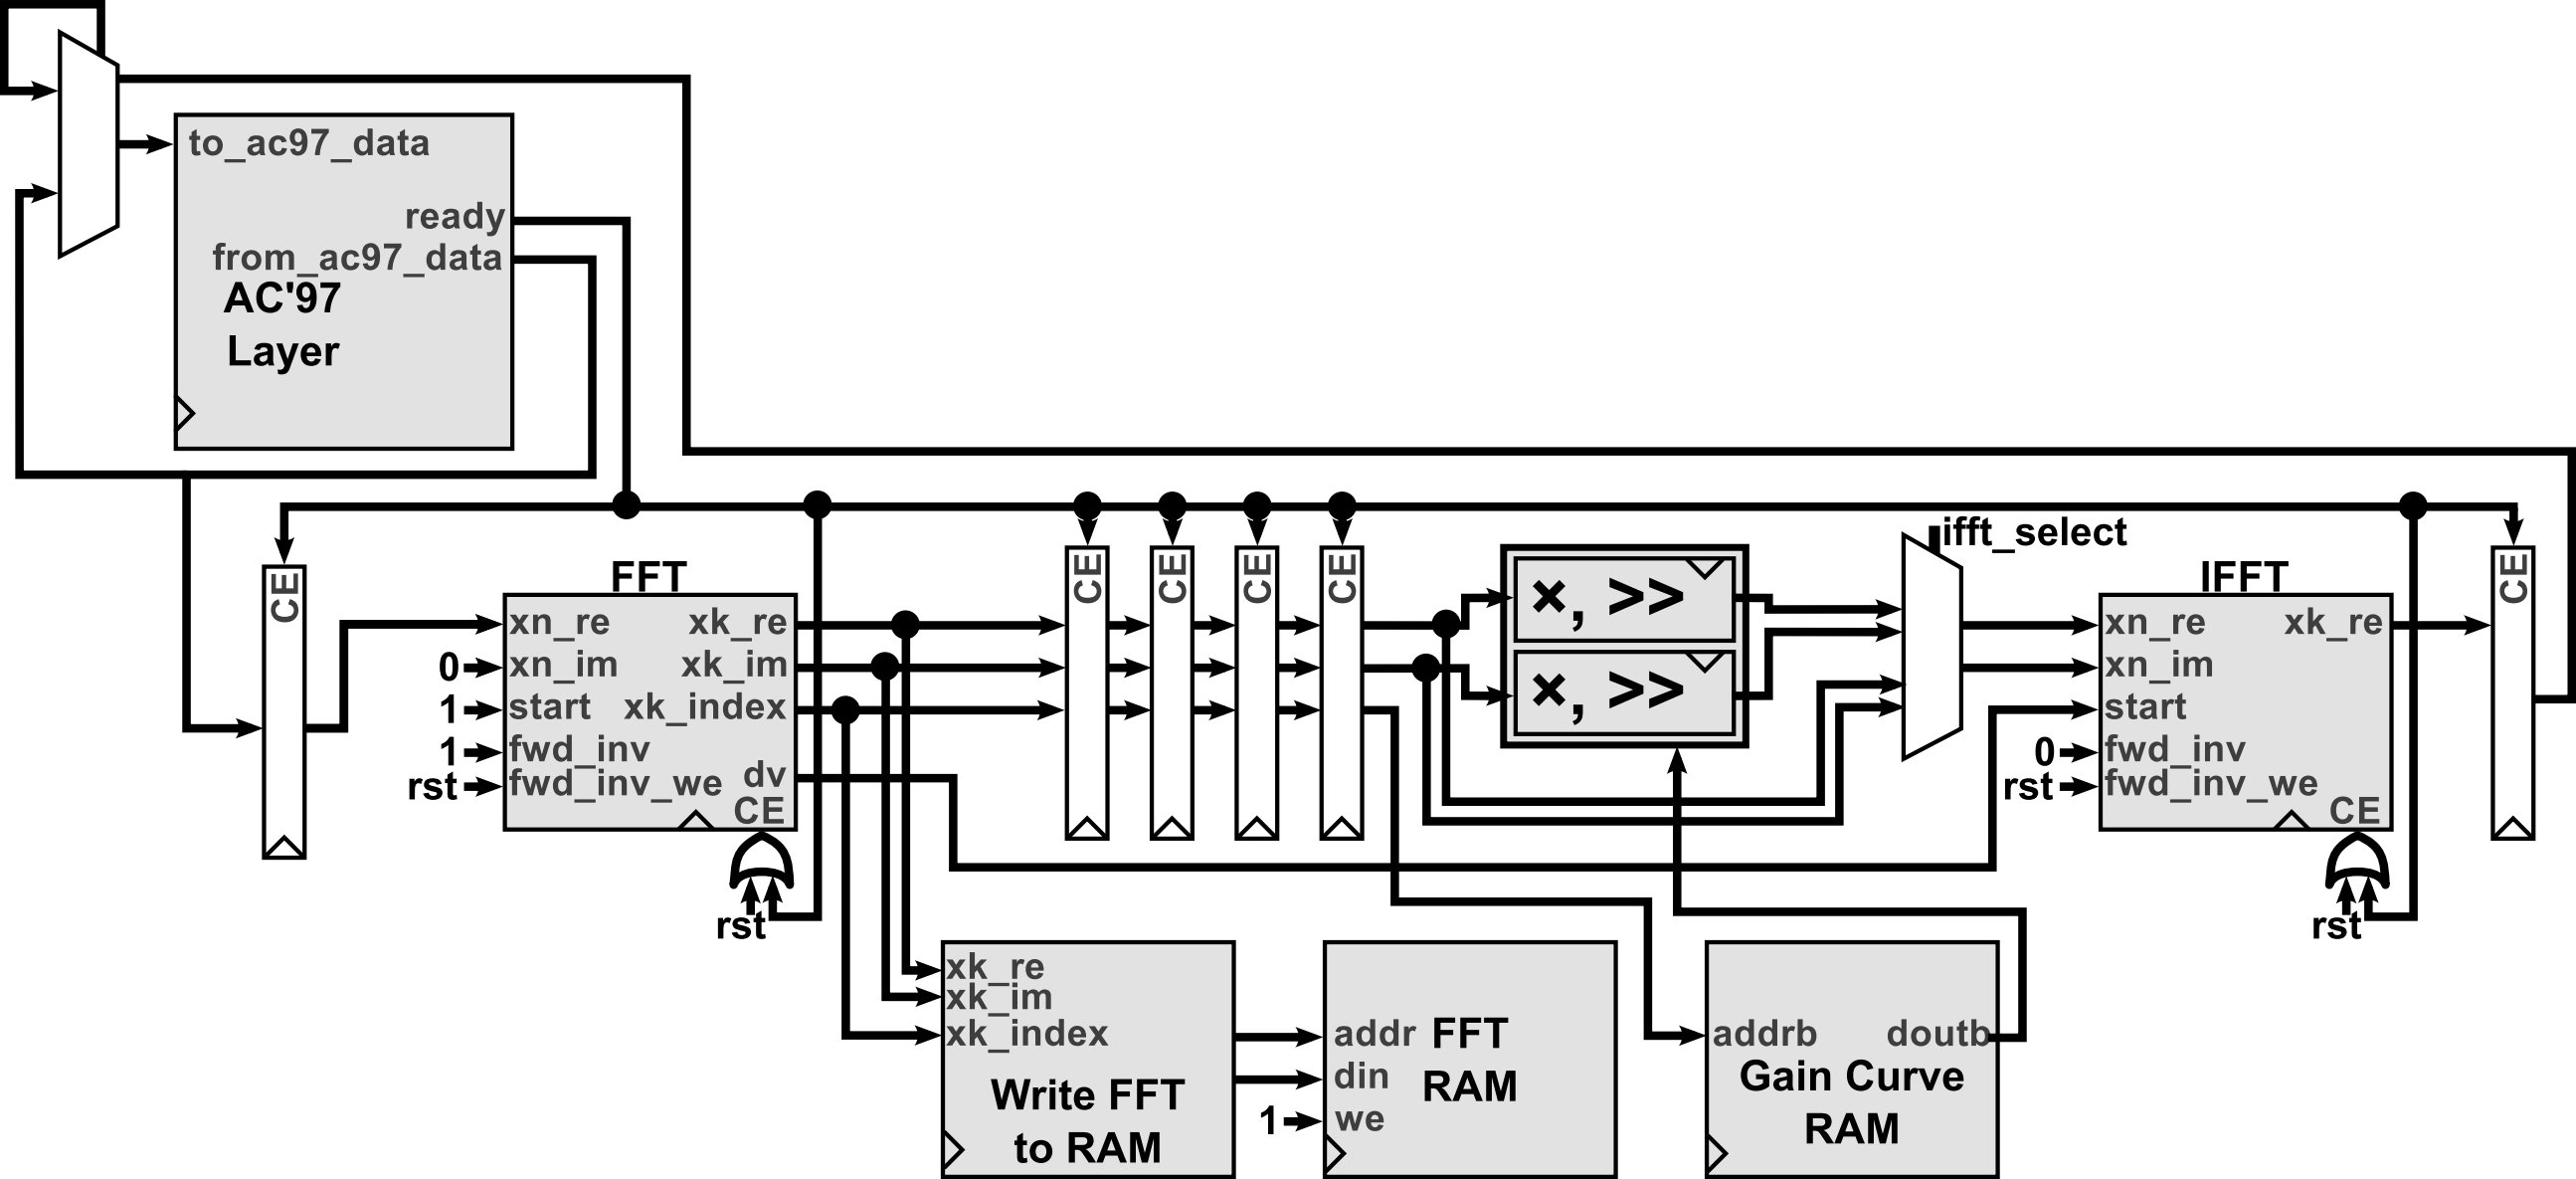 to_ac97_data
ready
from_ac97_data
AC'97
Layer
CE
FFT
xn_re xk_re
0 xn_im xk_im
1 start xk_index
1 fwd_inv
rst fwd_inv_we dv
CE
rst
CE
CE
CE
CE
×, >>
×, >>
ifft_select
IFFT
xn_re xk_re
xn_im
start
0 fwd_inv
rst fwd_inv_we
CE
rst
CE
xk_re
xk_im
xk_index
Write FFT
to RAM
addr FFT
din RAM
1 we
addrb doutb
Gain Curve
RAM